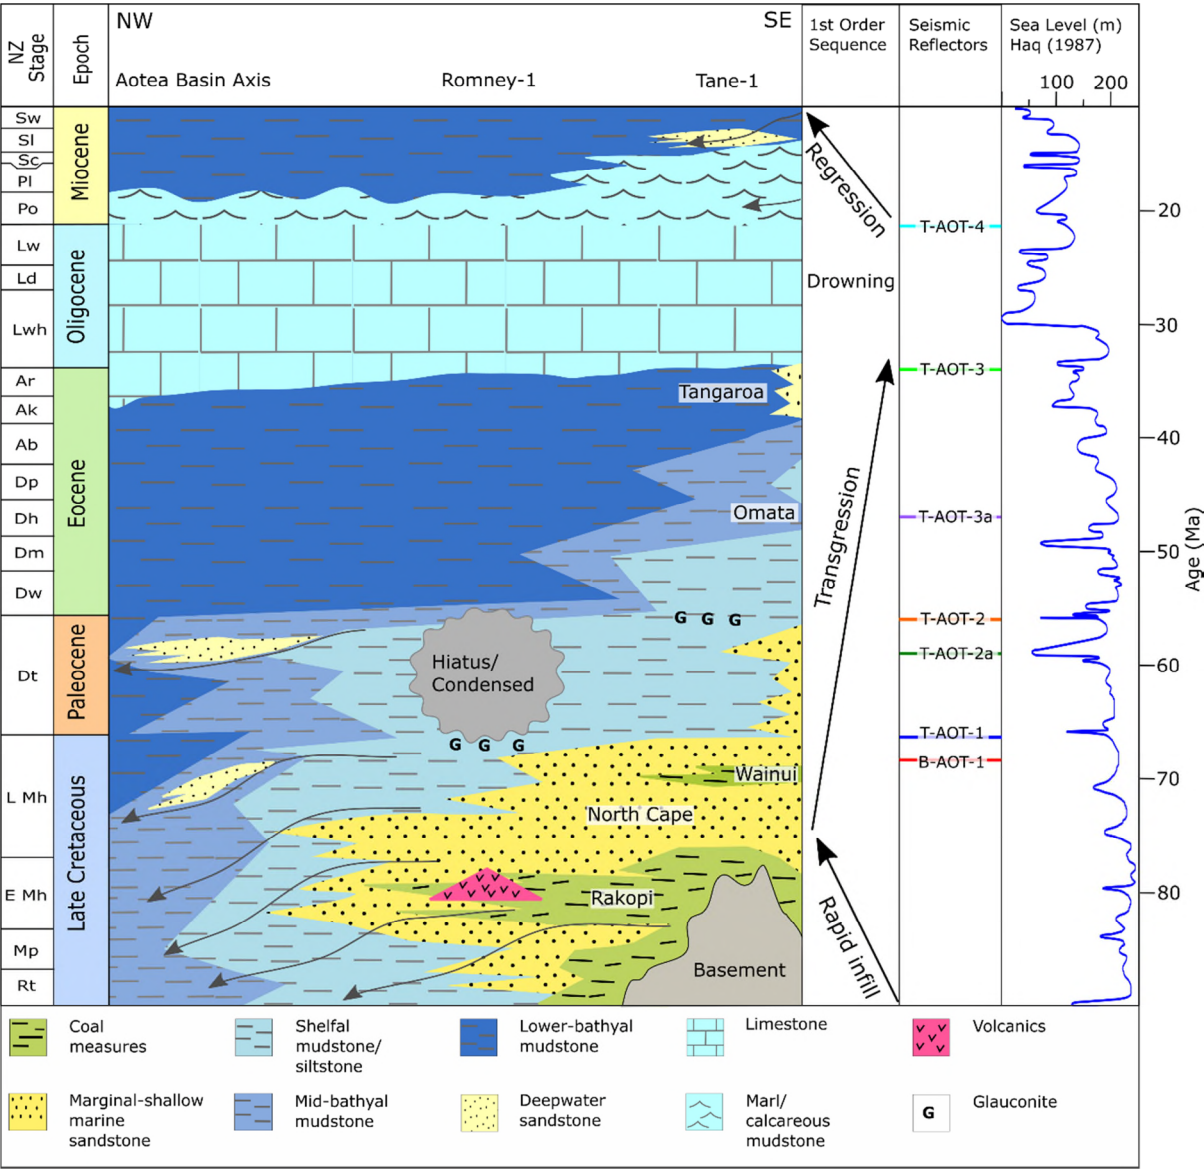 NZ Stage
Epoch
NW
SE
Aotea Basin Axis
Romney-1
Tane-1
1st Order
Sequence
Seismic
Reflectors
Sea Level (m)
Haq (1987)
100
200
Sw
Sl
Sc
Pl
Po
Lw
Ld
Lwh
Ar
Ak
Ab
Dp
Dh
Dm
Dw
Dt
L Mh
E Mh
Mp
Rt
Miocene
Oligocene
Eocene
Paleocene
Late Cretaceous
Tangaroa
Omata
G G G
Hiatus/
Condensed
G G G
Wainui
North Cape
Rakopi
Basement
Regression
Drowning
Transgression
Rapid infill
T-AOT-4
T-AOT-3
T-AOT-3a
T-AOT-2
T-AOT-2a
T-AOT-1
B-AOT-1
20
30
40
50
60
70
80
Age (Ma)
Coal
measures
Shelfal
mudstone/
siltstone
Lower-bathyal
mudstone
Limestone
Volcanics
Marginal-shallow
marine
sandstone
Mid-bathyal
mudstone
Deepwater
sandstone
Marl/
calcareous
mudstone
G
Glauconite